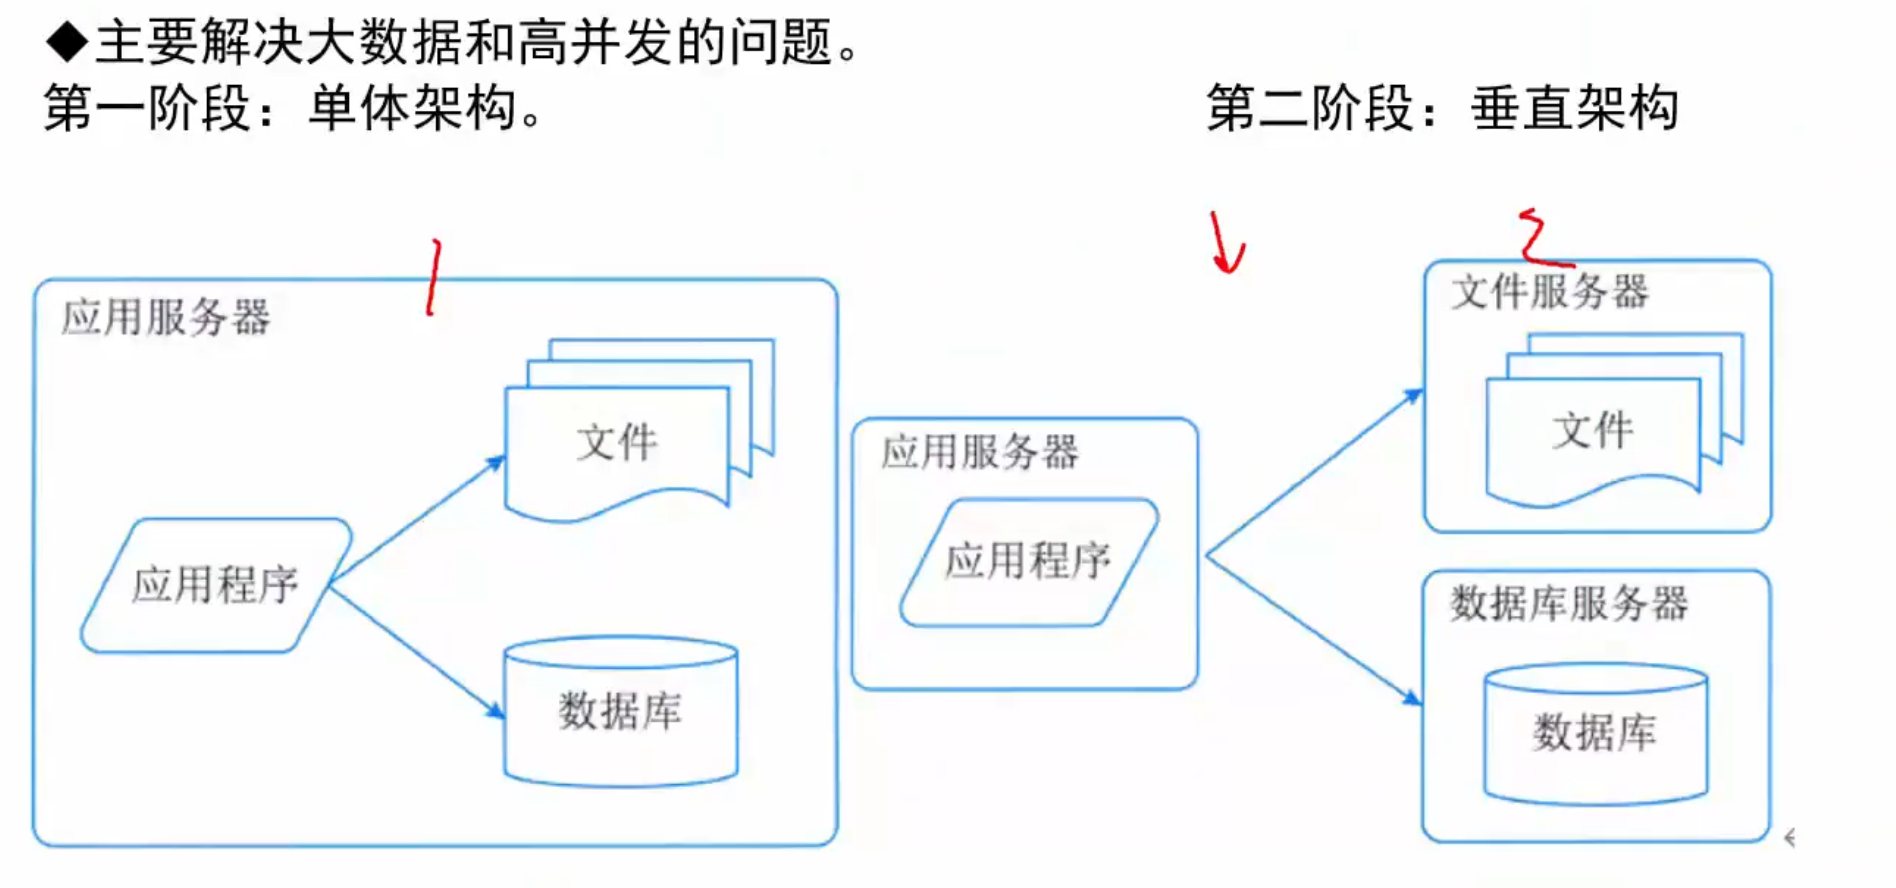 ◆主要解决大数据和高并发的问题。
第一阶段：单体架构。
第二阶段：垂直架构
1
2
应用服务器
文件
应用程序
数据库
应用服务器
应用程序
文件服务器
文件
数据库服务器
数据库